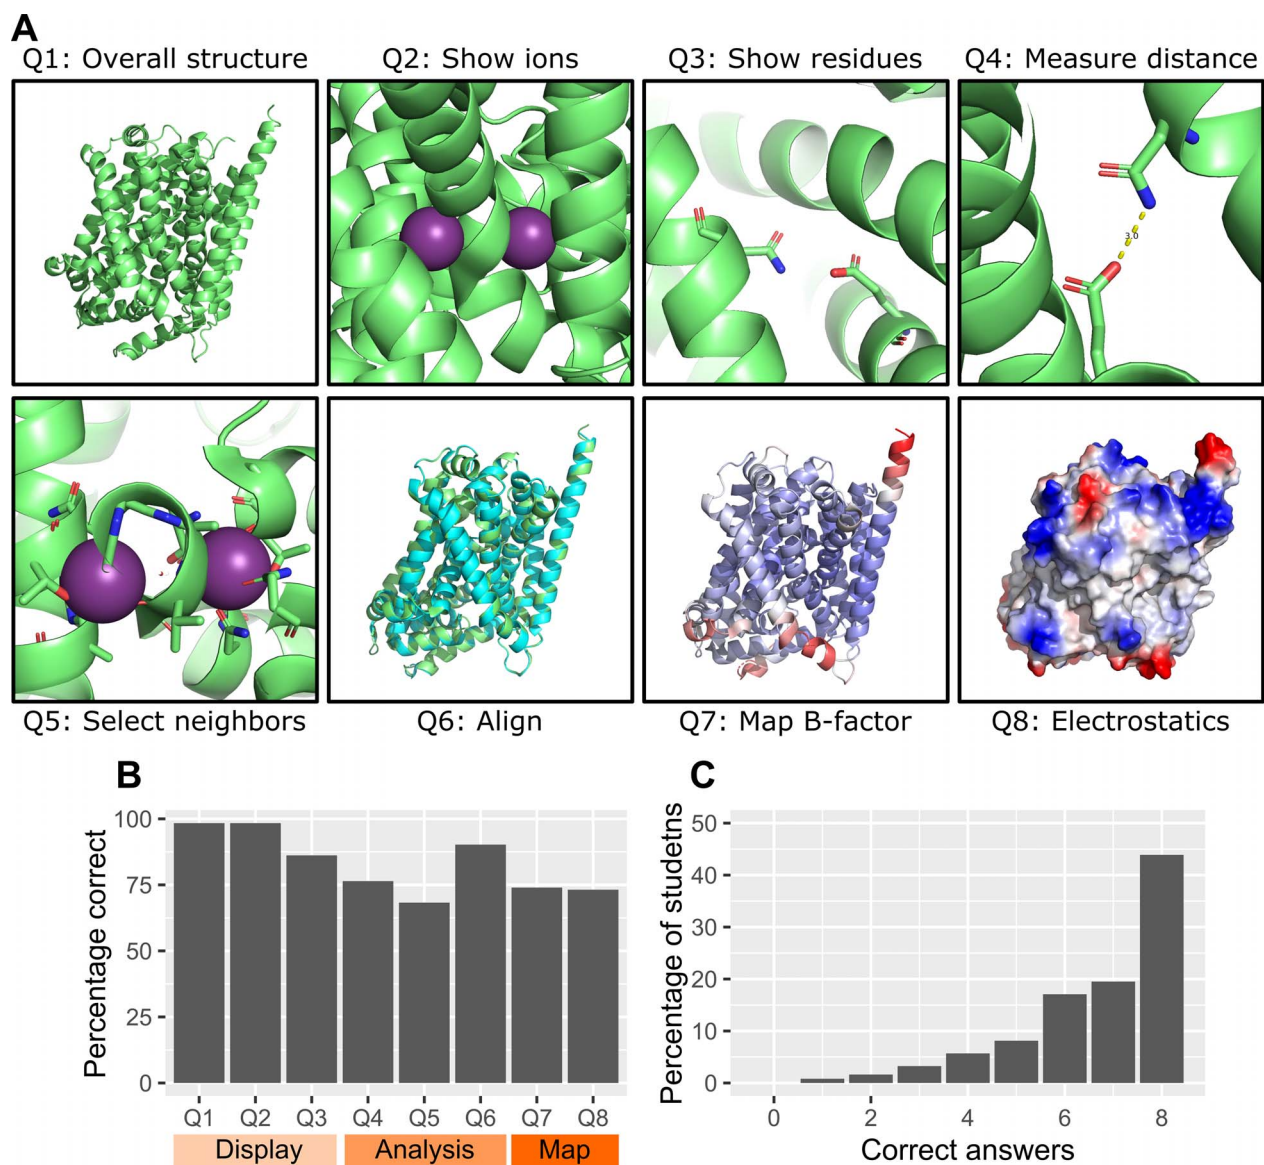 A
Q1: Overall structure
Q2: Show ions
Q3: Show residues
Q4: Measure distance
3.0
Q5: Select neighbors
Q6: Align
Q7: Map B-factor
Q8: Electrostatics
B
Percentage correct
100
75
50
25
0
Q1 Q2 Q3 Q4 Q5 Q6 Q7 Q8
Display Analysis Map
C
Percentage of studetns
50
40
30
20
10
0
0 2 4 6 8
Correct answers